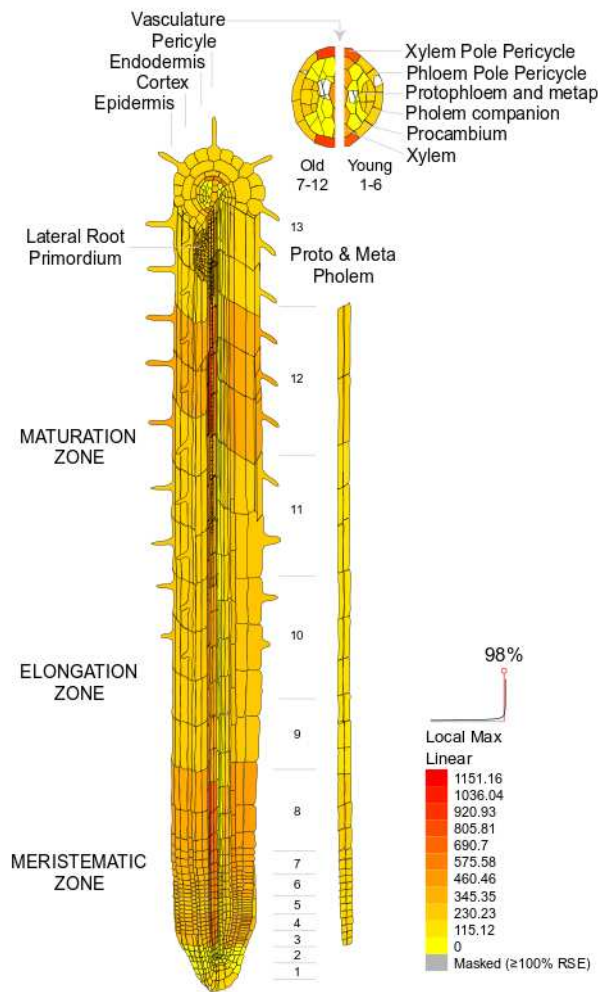 Vasculature
Pericyle
Endodermis
Cortex
Epidermis
Xylem Pole Pericycle
Phloem Pole Pericycle
Protophloem and metap
Pholem companion
Procambium
Xylem
Old
7-12
Young
1-6
Lateral Root
Primordium
13
Proto & Meta
Pholem
12
MATURATION
ZONE
11
10
ELONGATION
ZONE
9
8
MERISTEMATIC
ZONE
7
6
5
4
3
2
1
98%
Local Max
Linear
1151.16
1036.04
920.93
805.81
690.7
575.58
460.46
345.35
230.23
115.12
0
Masked (≥100% RSE)